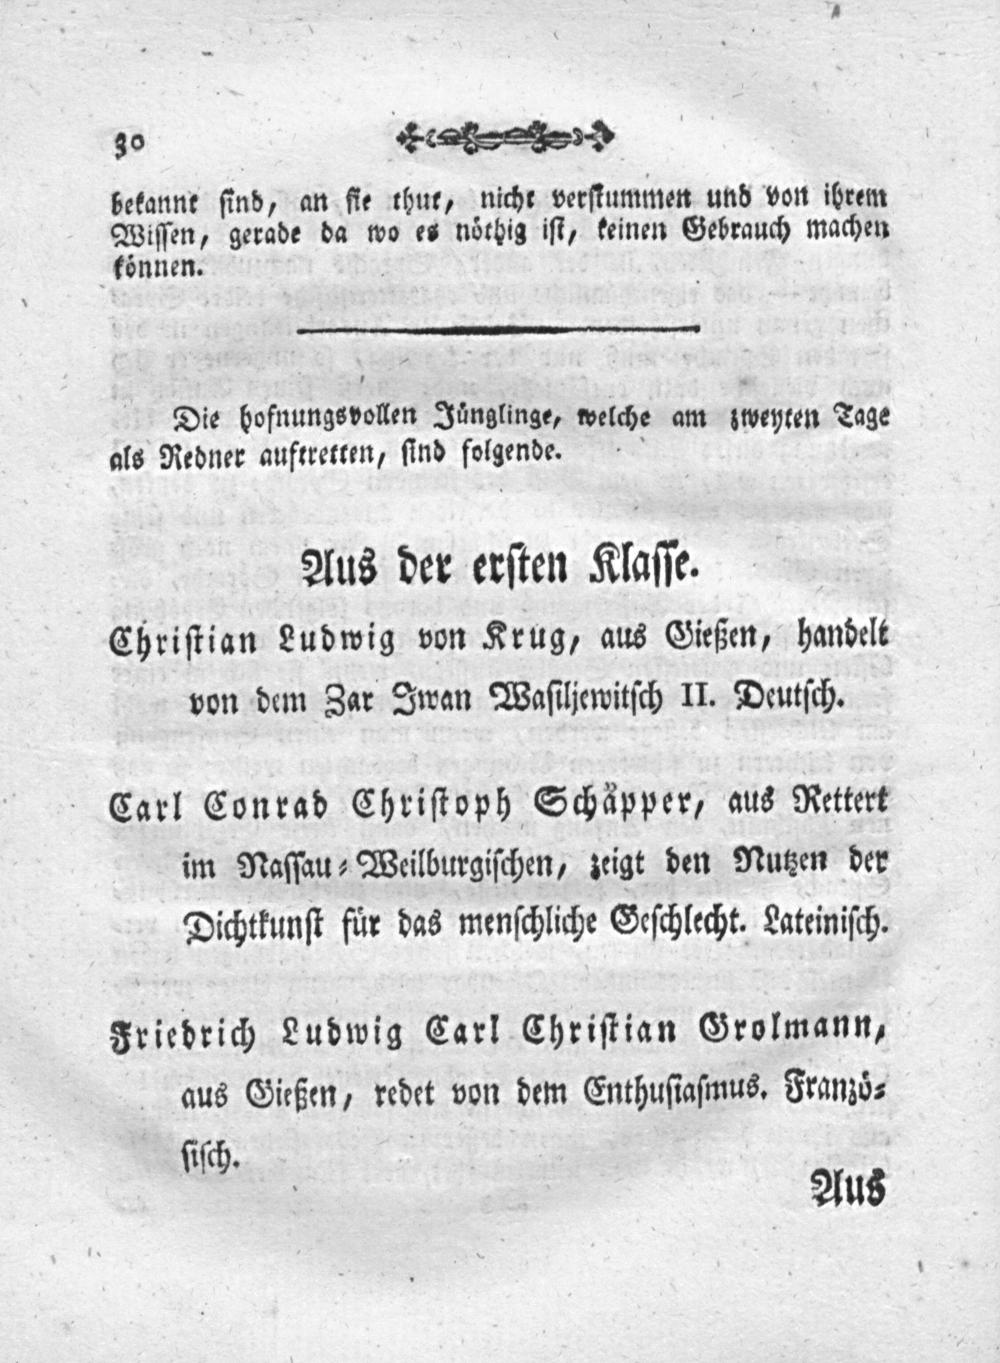 30
bekannt sind, an sie thut, nicht verstummen und von ihrem
Wissen, gerade da wo es nöthig ist, keinen Gebrauch machen
können.
Die hofnungsvollen Jünglinge, welche am zweyten Tage
als Redner auftretten, sind folgende.
Aus der ersten Klasse.
Christian Ludwig von Krug, aus Gießen, handelt
von dem Zar Iwan Wasiljewitsch II. Deutsch.
Carl Conrad Christoph Schäpper, aus Rettert
im Nassau-Weilburgischen, zeigt den Nutzen der
Dichtkunst für das menschliche Geschlecht. Lateinisch.
Friedrich Ludwig Carl Christian Grolmann,
aus Gießen, redet von dem Enthusiasmus. Franzö-
sisch.
Aus